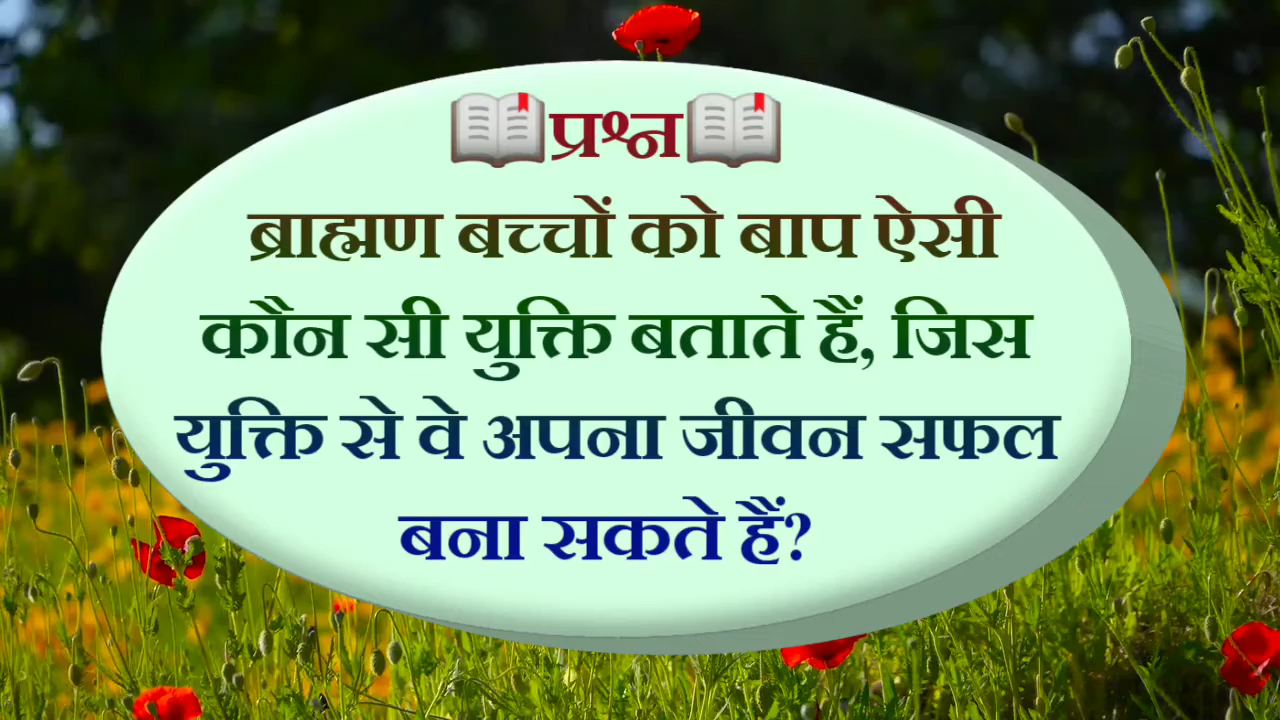 📖प्रश्न📖
ब्राह्मण बच्चों को बाप ऐसी
कौन सी युक्ति बताते हैं, जिस
युक्ति से वे अपना जीवन सफल
बना सकते हैं?